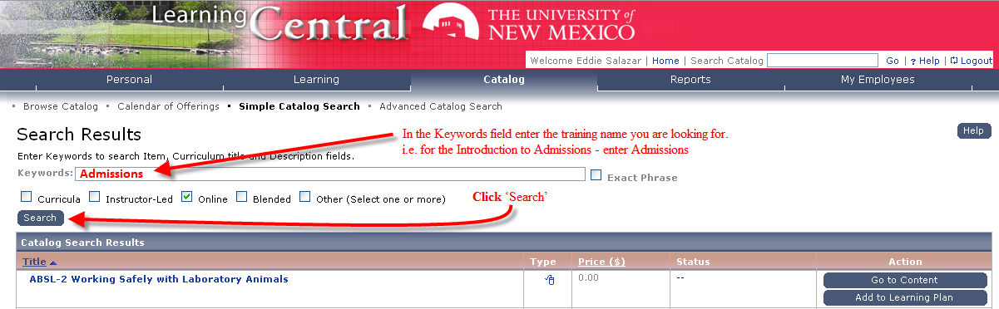 Learning
Central
THE UNIVERSITY of
NEW MEXICO
Welcome Eddie Salazar | Home | Search Catalog Go | ? Help | Logout
Personal Learning Catalog Reports My Employees
Browse Catalog Calendar of Offerings Simple Catalog Search Advanced Catalog Search
Search Results
Help
In the Keywords field enter the training name you are looking for.
i.e. for the Introduction to Admissions - enter Admissions
Enter Keywords to search Item, Curriculum title and Description fields.
Keywords: Admissions Exact Phrase
Curricula Instructor-Led Online Blended Other (Select one or more)
Click ‘Search’
Search
Catalog Search Results
Title Type Price ($) Status Action
ABSL-2 Working Safely with Laboratory Animals 0.00 -- Go to Content
Add to Learning Plan